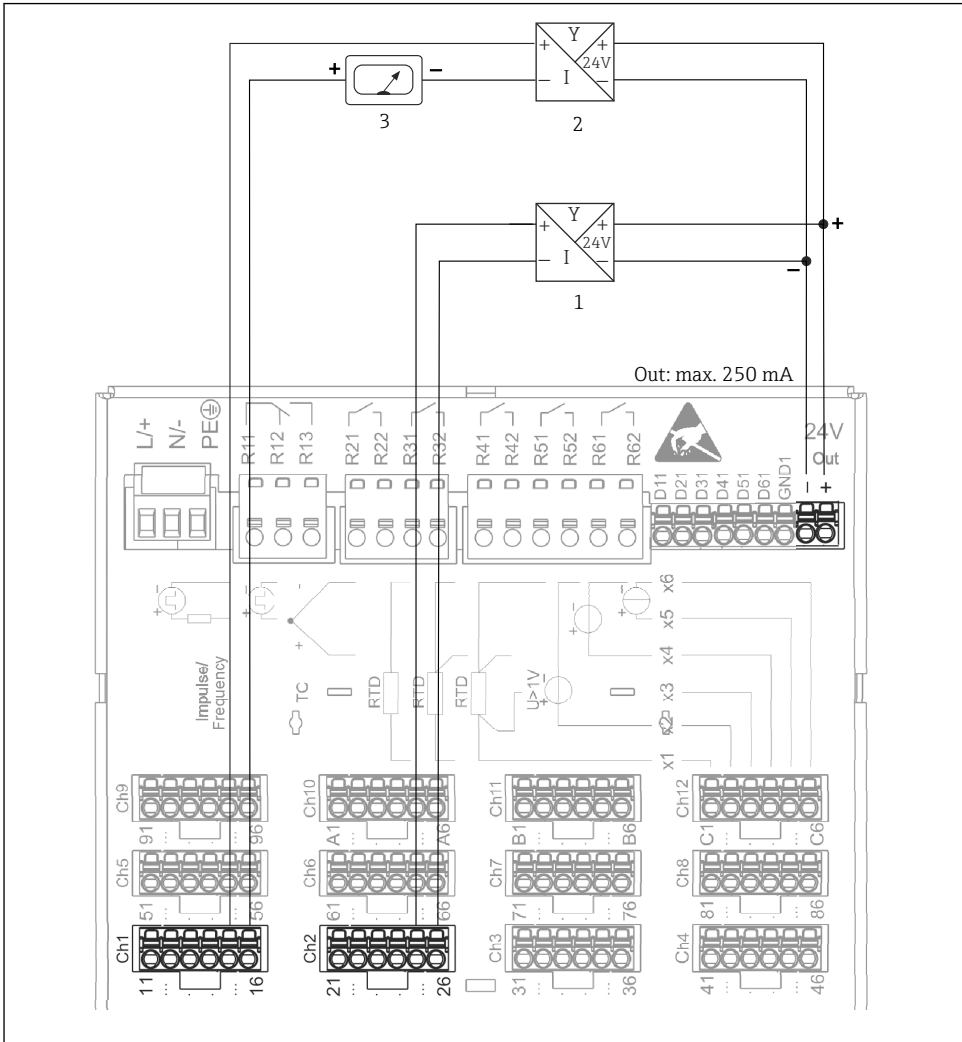 + Y +
24V
− I −
+ −
3
2
+ Y +
24V
− I −
+
−
1
Out: max. 250 mA
L/+
N/-
PE
R11
R12
R13
R21
R22
R31
R32
R41
R42
R51
R52
R61
R62
D11
D21
D31
D41
D51
D61
GND1
24V
Out
− +
- +
- +
- +
Impulse/
Frequency
TC
RTD
RTD
RTD
U>1V
+ -
+ -
+ -
x6
x5
x4
x3
x2
x1
Ch9
91 ... ... 96
Ch10
A1 ... ... A6
Ch11
B1 ... ... B6
Ch12
C1 ... ... C6
Ch5
51 ... ... 56
Ch6
61 ... ... 66
Ch7
71 ... ... 76
Ch8
81 ... ... 86
Ch1
11 ... ... 16
Ch2
21 ... ... 26
Ch3
31 ... ... 36
Ch4
41 ... ... 46